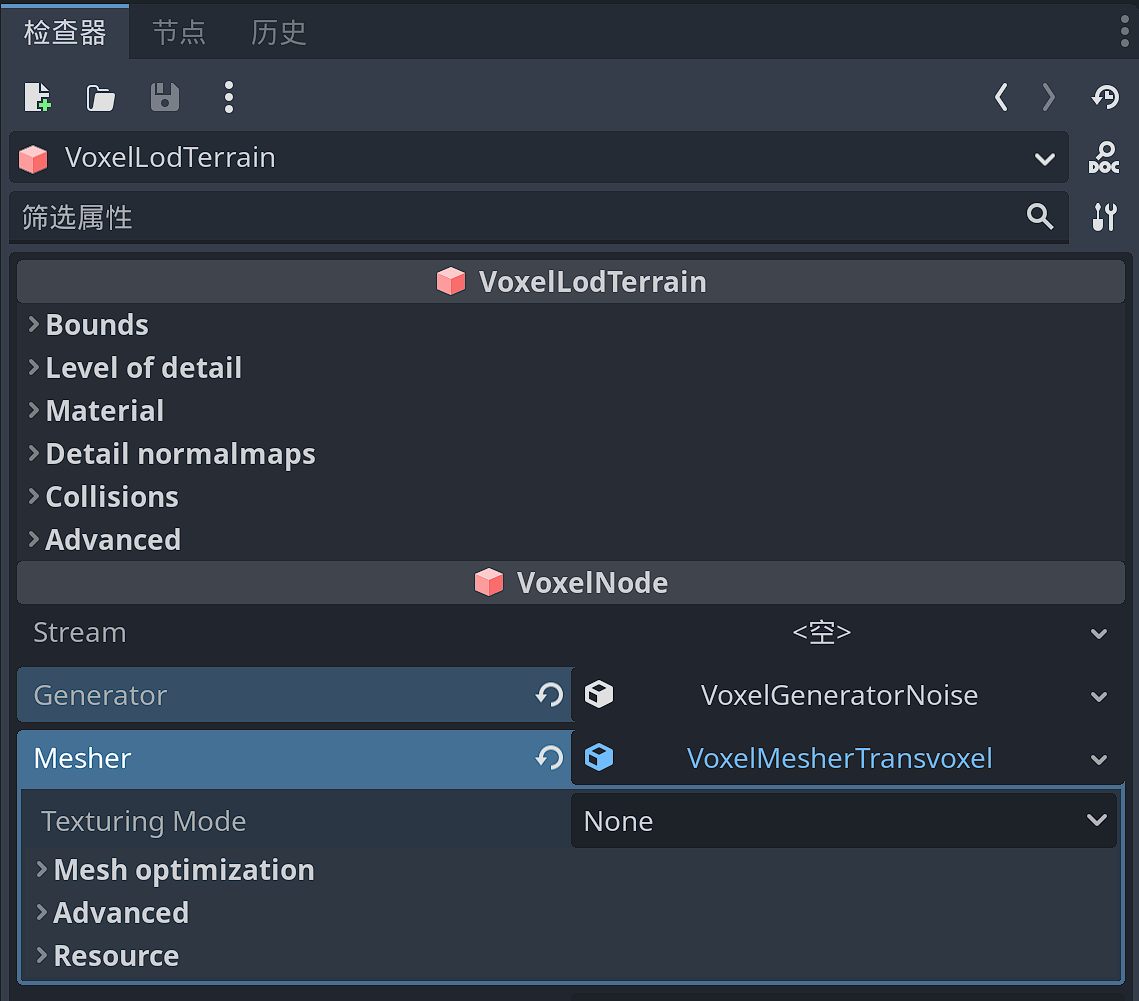 检查器 节点 历史
VoxelLodTerrain
DOC
筛选属性
VoxelLodTerrain
Bounds
Level of detail
Material
Detail normalmaps
Collisions
Advanced
VoxelNode
Stream <空>
Generator VoxelGeneratorNoise
Mesher VoxelMesherTransvoxel
Texturing Mode None
Mesh optimization
Advanced
Resource